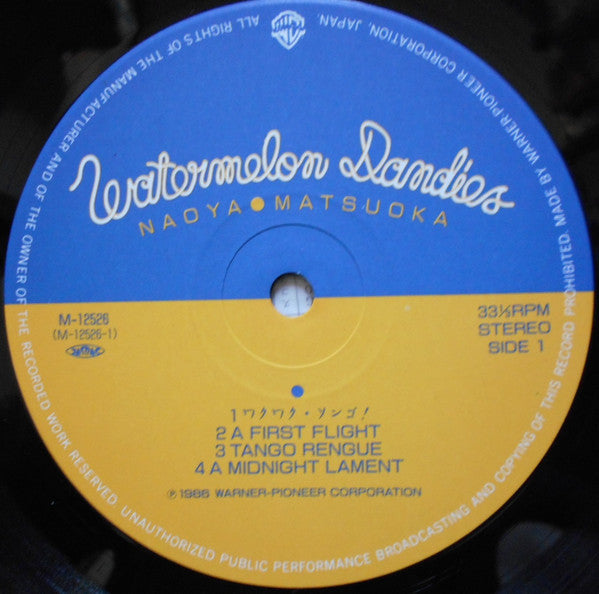 Watermelon Dandies
NAOYA●MATSUOKA
M-12526
(M-12526-1)
33⅓RPM
STEREO
SIDE 1
1 ワクワク・メンゴ!
2 A FIRST FLIGHT
3 TANGO RENGUE
4 A MIDNIGHT LAMENT
Ⓟ 1986 WARNER-PIONEER CORPORATION
ALL RIGHTS OF THE MANUFACTURER AND OF THE OWNER OF THE RECORDED WORK RESERVED. UNAUTHORIZED PUBLIC PERFORMANCE BROADCASTING AND COPYING OF THIS RECORD PROHIBITED. MADE BY WARNER-PIONEER CORPORATION, JAPAN.